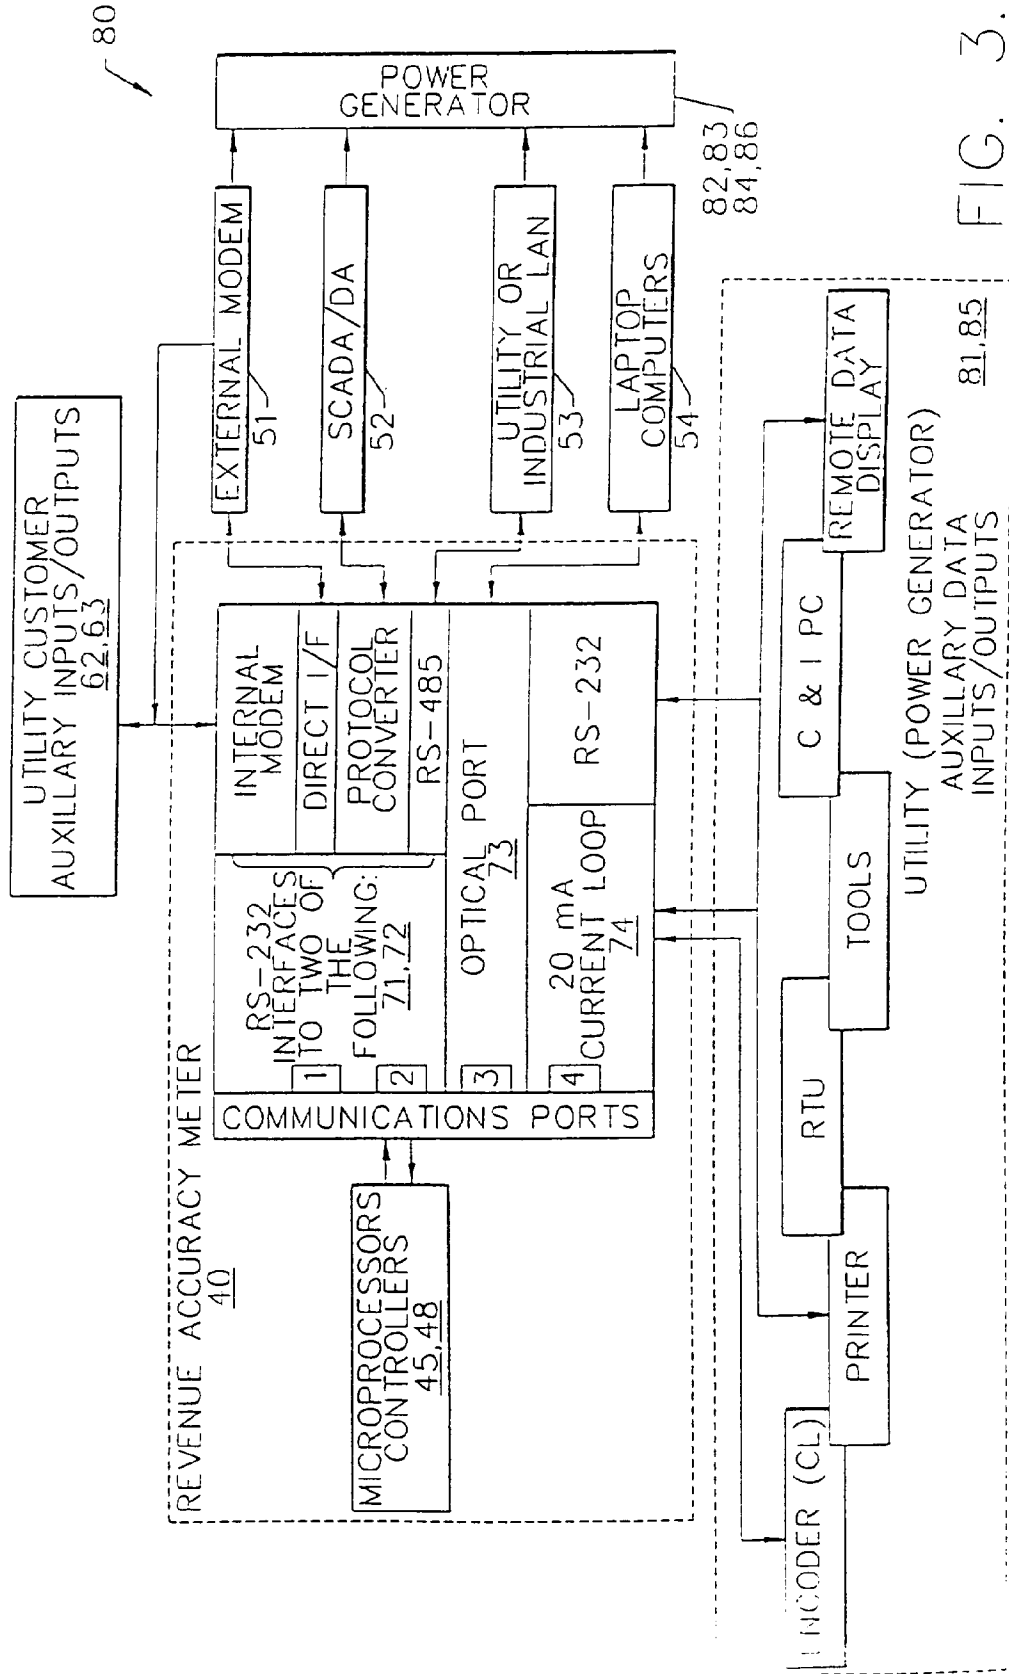 80
UTILITY CUSTOMER
AUXILLARY INPUTS/OUTPUTS
62,63
REVENUE ACCURACY METER
40
MICROPROCESSORS
CONTROLLERS
45,48
COMMUNICATIONS PORTS
1
2
3
4
RS-232
INTERFACES
TO TWO OF
THE
FOLLOWING:
71,72
INTERNAL
MODEM
DIRECT I/F
PROTOCOL
CONVERTER
RS-485
OPTICAL PORT
73
20 mA
CURRENT LOOP
74
RS-232
EXTERNAL MODEM
51
SCADA/DA
52
UTILITY OR
INDUSTRIAL LAN
53
LAPTOP
COMPUTERS
54
POWER
GENERATOR
82,83
84,86
ENCODER (CL)
PRINTER
RTU
TOOLS
C & I PC
REMOTE DATA
DISPLAY
UTILITY (POWER GENERATOR)
AUXILLARY DATA
INPUTS/OUTPUTS
81,85
FIG. 3.